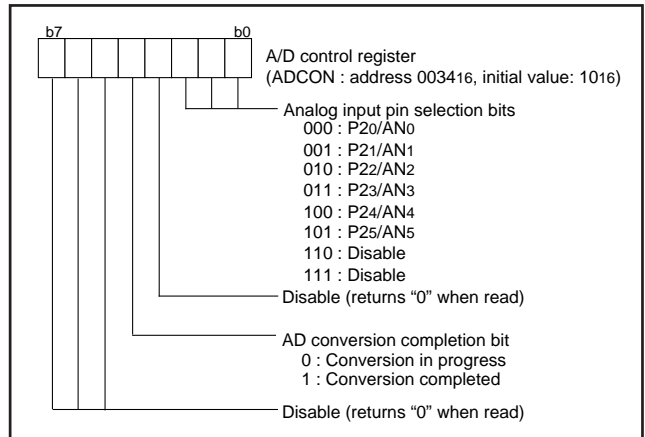 b7 b0
A/D control register
(ADCON : address 003416, initial value: 1016)
Analog input pin selection bits
000 : P20/AN0
001 : P21/AN1
010 : P22/AN2
011 : P23/AN3
100 : P24/AN4
101 : P25/AN5
110 : Disable
111 : Disable
Disable (returns “0” when read)
AD conversion completion bit
0 : Conversion in progress
1 : Conversion completed
Disable (returns “0” when read)